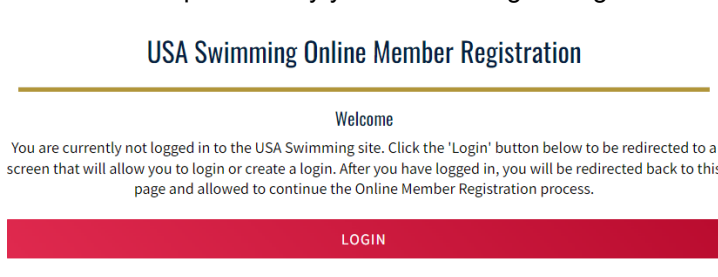 USA Swimming Online Member Registration
Welcome
You are currently not logged in to the USA Swimming site. Click the 'Login' button below to be redirected to a
screen that will allow you to login or create a login. After you have logged in, you will be redirected back to this
page and allowed to continue the Online Member Registration process.
LOGIN